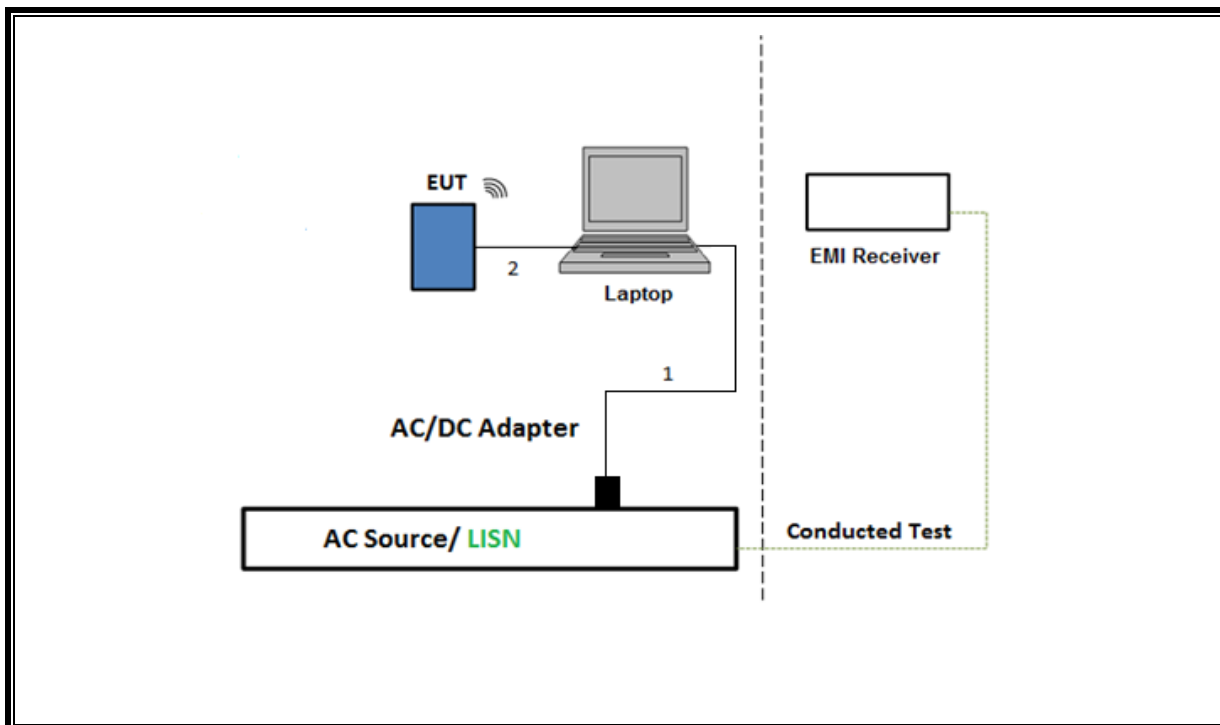 EUT
2
Laptop
EMI Receiver
1
AC/DC Adapter
AC Source/ LISN
Conducted Test